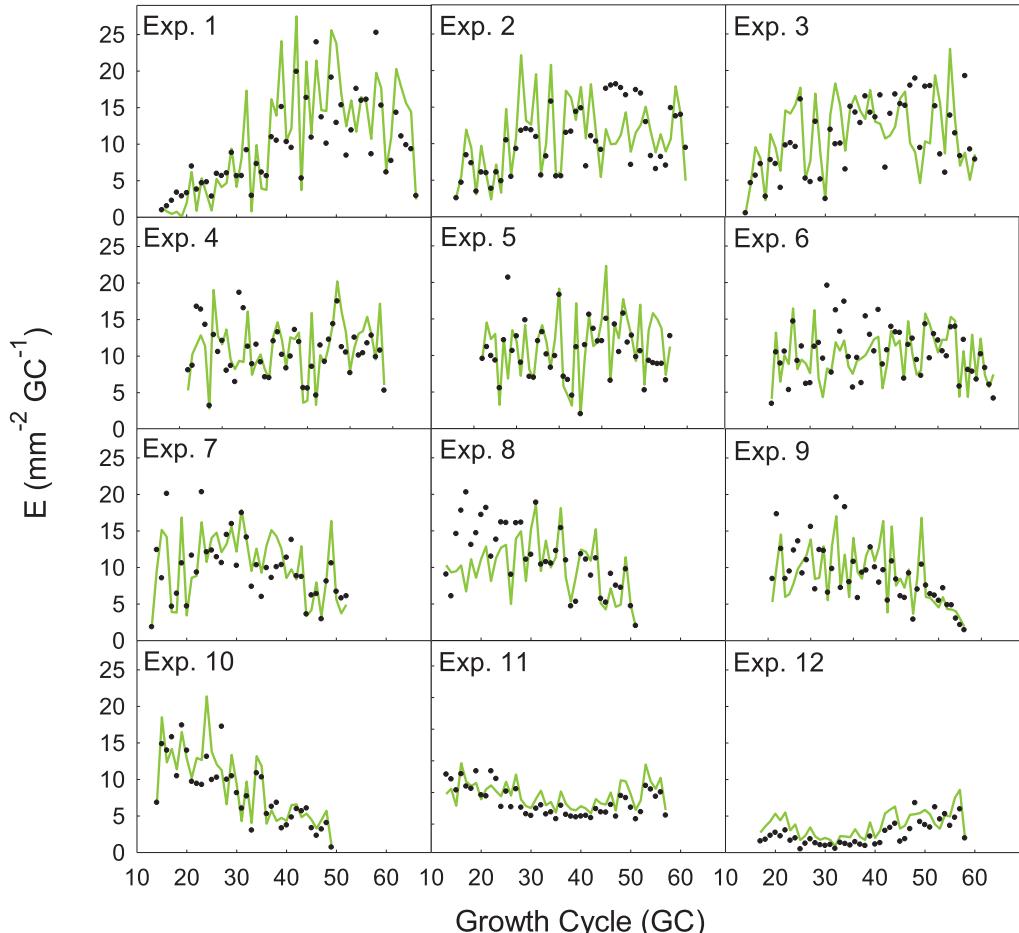 Exp. 1
Exp. 2
Exp. 3
25
20
15
10
5
0
Exp. 4
Exp. 5
Exp. 6
25
20
15
10
5
0
E (mm⁻² GC⁻¹)
Exp. 7
Exp. 8
Exp. 9
25
20
15
10
5
0
Exp. 10
Exp. 11
Exp. 12
25
20
15
10
5
0
10 20 30 40 50 60 10 20 30 40 50 60 10 20 30 40 50 60
Growth Cycle (GC)